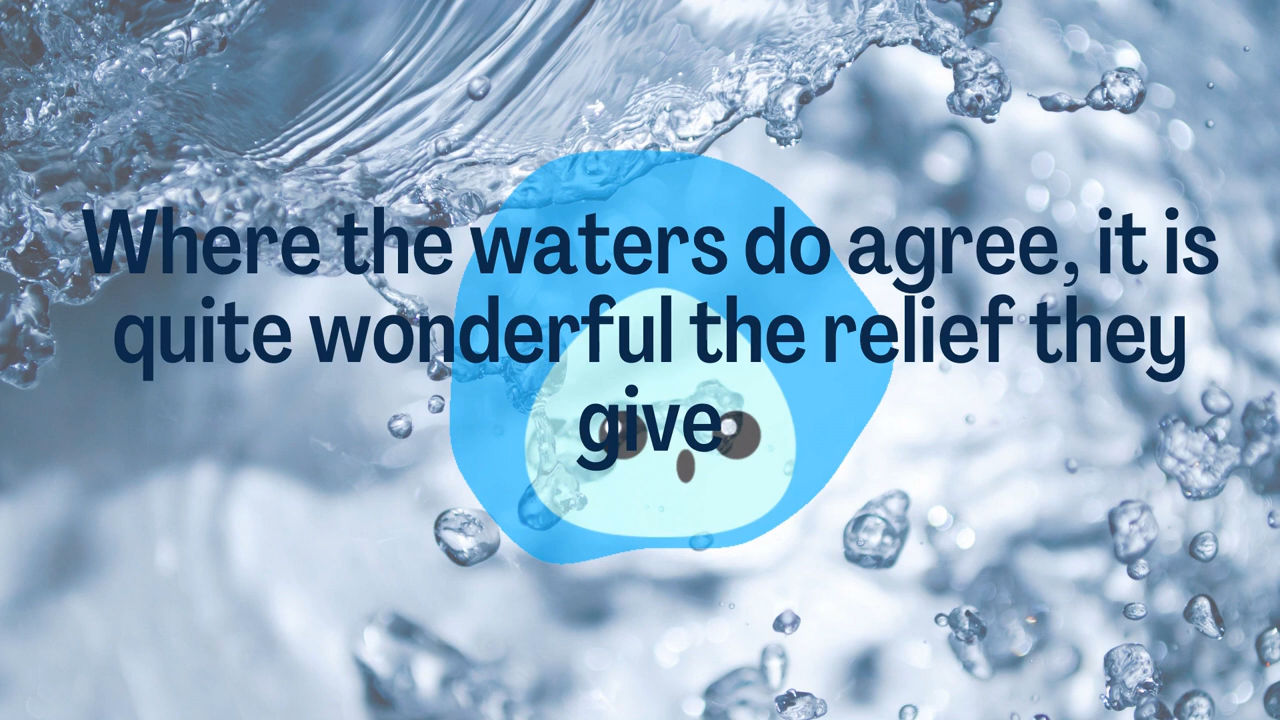 Where the waters do agree, it is
quite wonderful the relief they
give